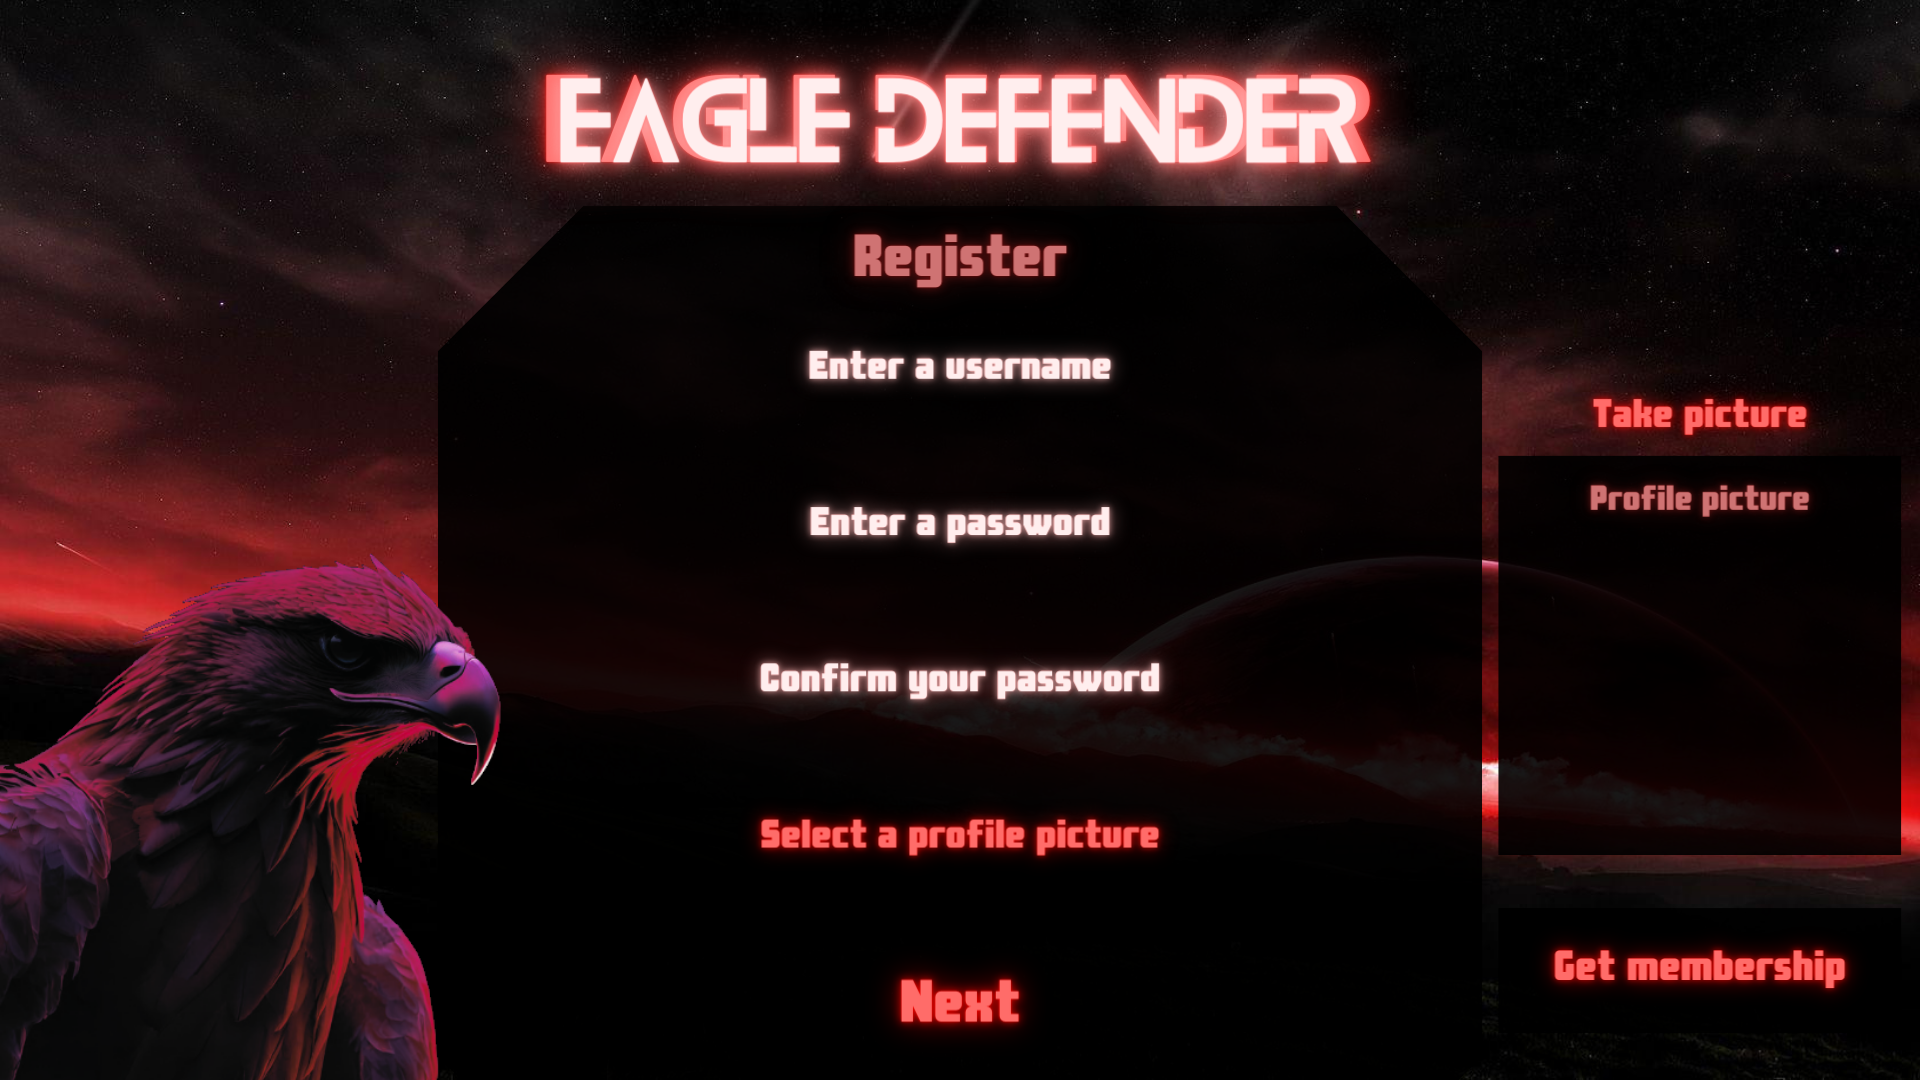 EAGLE DEFENDER
Register
Enter a username
Enter a password
Confirm your password
Select a profile picture
Next
Take picture
Profile picture
Get membership